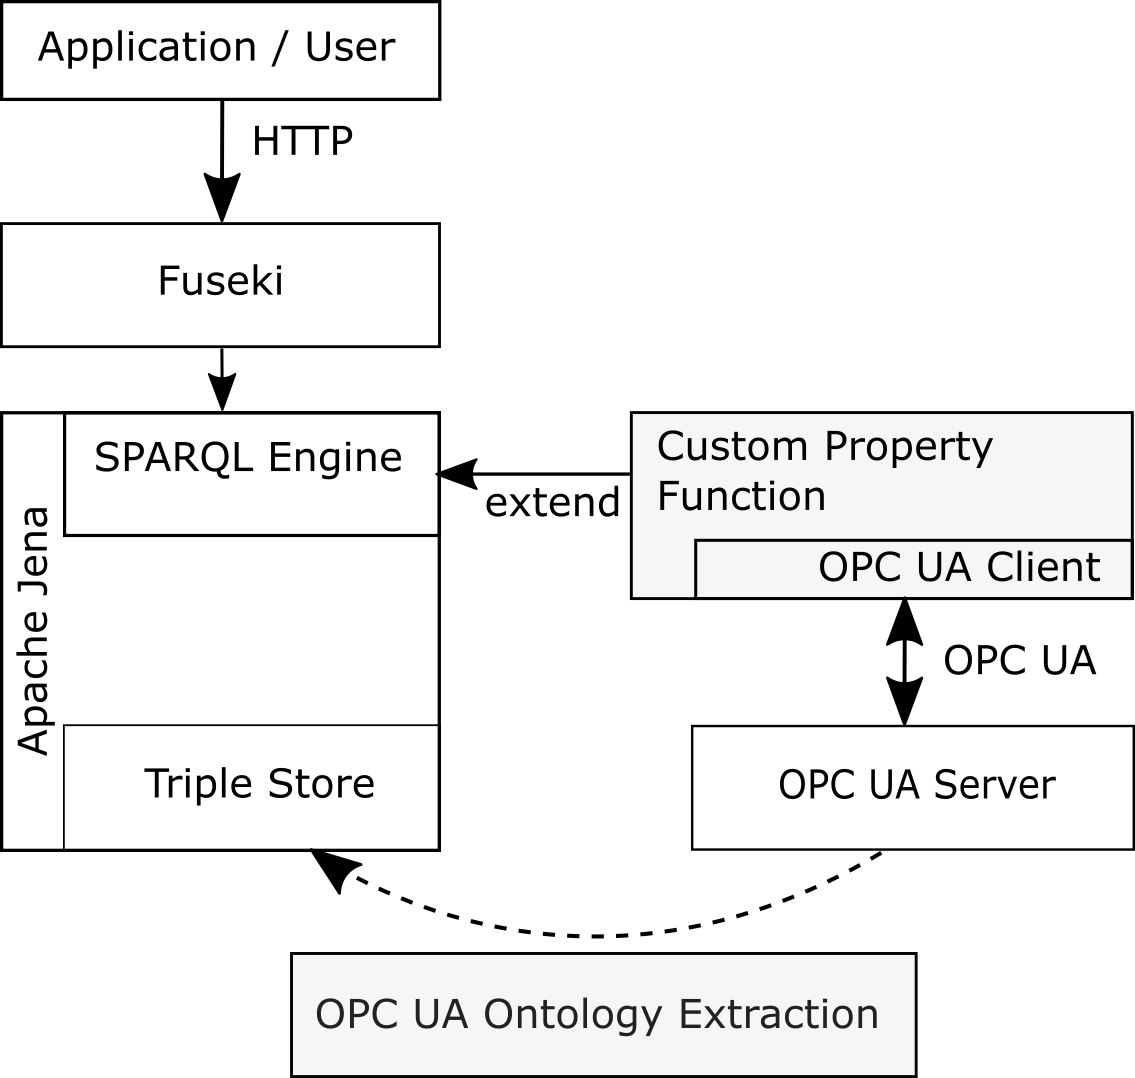 Application / User
HTTP
Fuseki
SPARQL Engine
Apache Jena
Triple Store
extend
Custom Property
Function
OPC UA Client
OPC UA
OPC UA Server
OPC UA Ontology Extraction